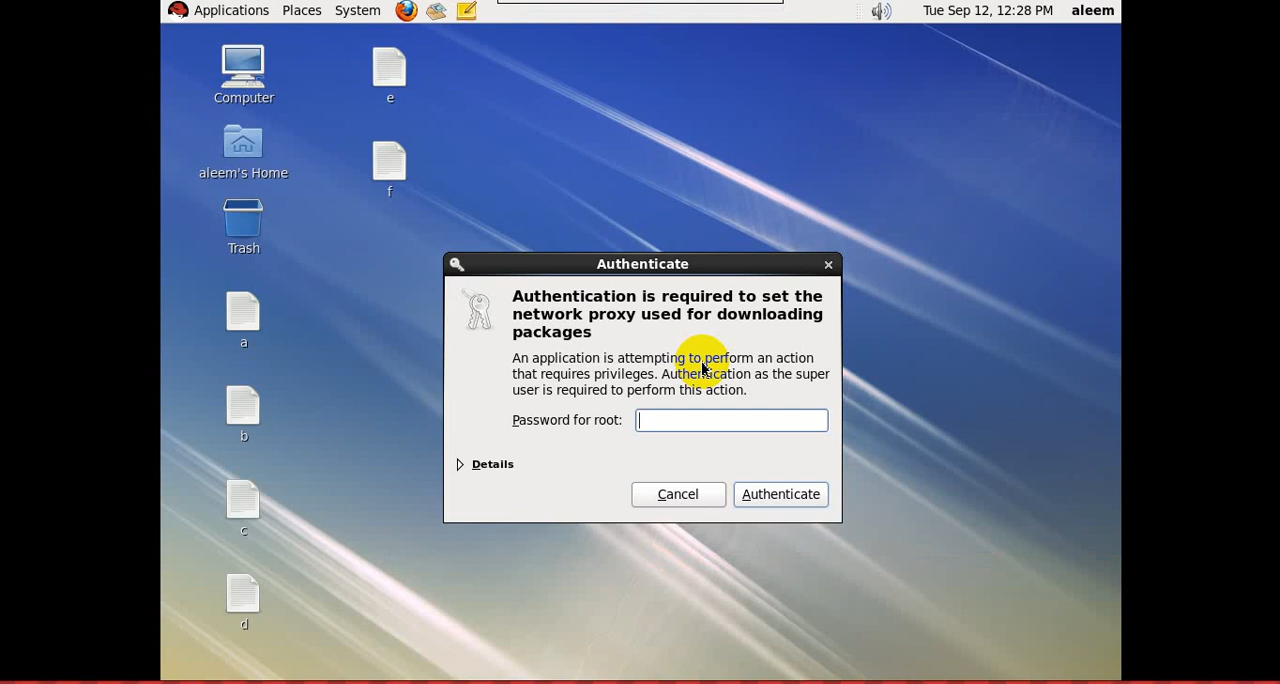 Applications Places System Tue Sep 12, 12:28 PM aleem
Computer
e
aleem's Home
f
Trash
a
b
c
d
Authenticate
Authentication is required to set the
network proxy used for downloading
packages
An application is attempting to perform an action
that requires privileges. Authentication as the super
user is required to perform this action.
Password for root:
Details
Cancel Authenticate